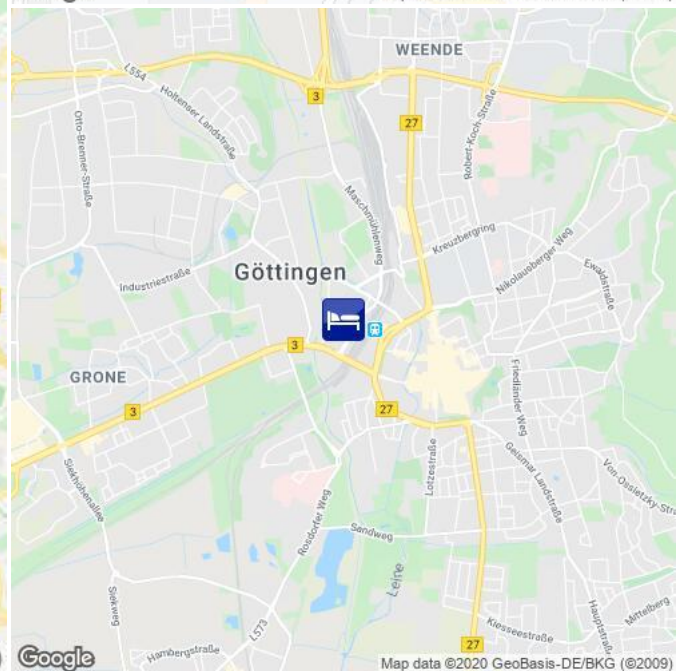 WEENDE
L554
Holtenser Landstraße
3
27
Robert-Koch-Straße
Otto-Brenner-Straße
Maschmühlenweg
Kreuzbergring
Nikolausberger Weg
Ewaldstraße
Göttingen
Industriestraße
3
GRONE
3
27
Friedländer Weg
Lotzestraße
Geismar Landstraße
Von-Ossietzky-Stra
Siekhöhenallee
Rosdorfer Weg
Sandweg
Leine
Siekweg
Hambergstraße
L573
Kiesseestraße
Hauptstraß
Mittelberg
27
Google
Map data ©2020 GeoBasis-DE/BKG (©2009)